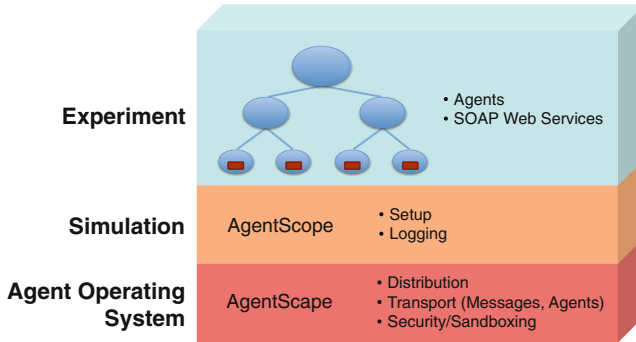 Experiment
• Agents
• SOAP Web Services
Simulation
AgentScope
• Setup
• Logging
Agent Operating
System
AgentScape
• Distribution
• Transport (Messages, Agents)
• Security/Sandboxing